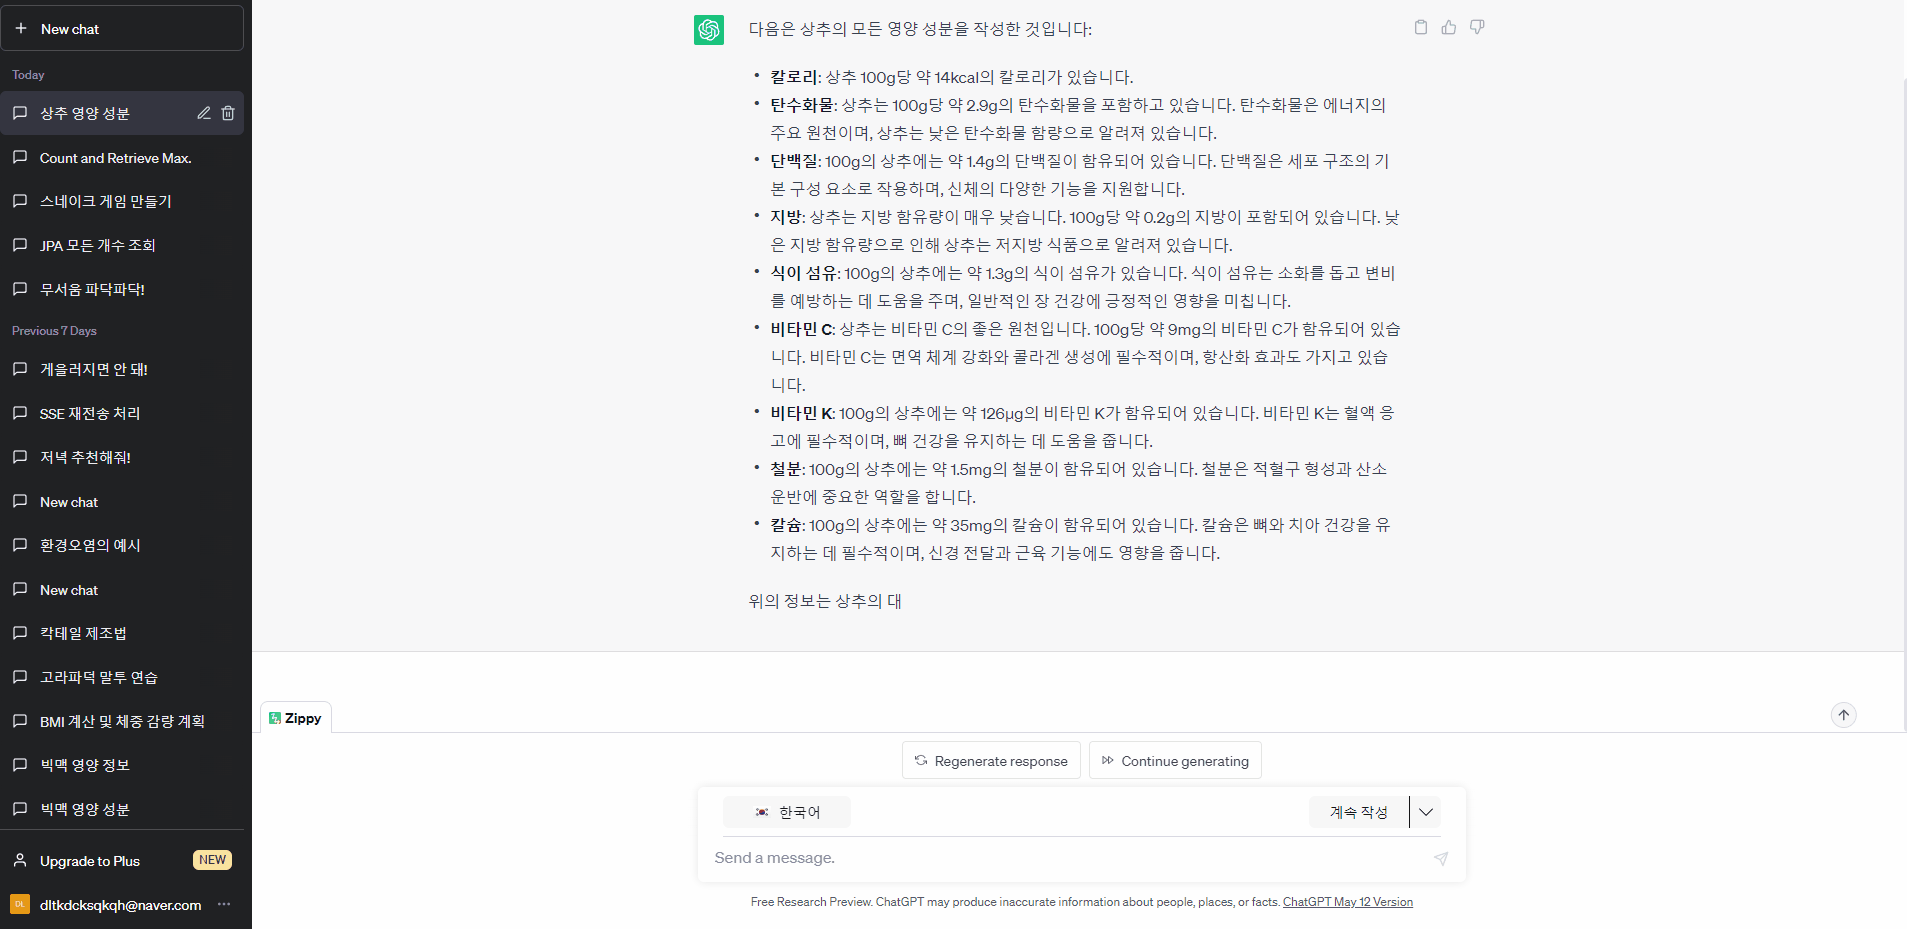 New chat
Today
상추 영양 성분
Count and Retrieve Max.
스네이크 게임 만들기
JPA 모든 개수 조회
무서움 파닥파닥!
Previous 7 Days
게을러지면 안 돼!
SSE 재전송 처리
저녁 추천해줘!
New chat
환경오염의 예시
New chat
칵테일 제조법
고라파덕 말투 연습
BMI 계산 및 체중 감량 계획
빅맥 영양 정보
빅맥 영양 성분
Upgrade to Plus
NEW
DL
dltkdcksqkqh@naver.com
다음은 상추의 모든 영양 성분을 작성한 것입니다:
• 칼로리: 상추 100g당 약 14kcal의 칼로리가 있습니다.
• 탄수화물: 상추는 100g당 약 2.9g의 탄수화물을 포함하고 있습니다. 탄수화물은 에너지의
주요 원천이며, 상추는 낮은 탄수화물 함량으로 알려져 있습니다.
• 단백질: 100g의 상추에는 약 1.4g의 단백질이 함유되어 있습니다. 단백질은 세포 구조의 기
본 구성 요소로 작용하며, 신체의 다양한 기능을 지원합니다.
• 지방: 상추는 지방 함유량이 매우 낮습니다. 100g당 약 0.2g의 지방이 포함되어 있습니다. 낮
은 지방 함유량으로 인해 상추는 저지방 식품으로 알려져 있습니다.
• 식이 섬유: 100g의 상추에는 약 1.3g의 식이 섬유가 있습니다. 식이 섬유는 소화를 돕고 변비
를 예방하는 데 도움을 주며, 일반적인 장 건강에 긍정적인 영향을 미칩니다.
• 비타민 C: 상추는 비타민 C의 좋은 원천입니다. 100g당 약 9mg의 비타민 C가 함유되어 있습
니다. 비타민 C는 면역 체계 강화와 콜라겐 생성에 필수적이며, 항산화 효과도 가지고 있습
니다.
• 비타민 K: 100g의 상추에는 약 126μg의 비타민 K가 함유되어 있습니다. 비타민 K는 혈액 응
고에 필수적이며, 뼈 건강을 유지하는 데 도움을 줍니다.
• 철분: 100g의 상추에는 약 1.5mg의 철분이 함유되어 있습니다. 철분은 적혈구 형성과 산소
운반에 중요한 역할을 합니다.
• 칼슘: 100g의 상추에는 약 35mg의 칼슘이 함유되어 있습니다. 칼슘은 뼈와 치아 건강을 유
지하는 데 필수적이며, 신경 전달과 근육 기능에도 영향을 줍니다.
위의 정보는 상추의 대
Zippy
Regenerate response
Continue generating
한국어
계속 작성
Send a message.
Free Research Preview. ChatGPT may produce inaccurate information about people, places, or facts. ChatGPT May 12 Version